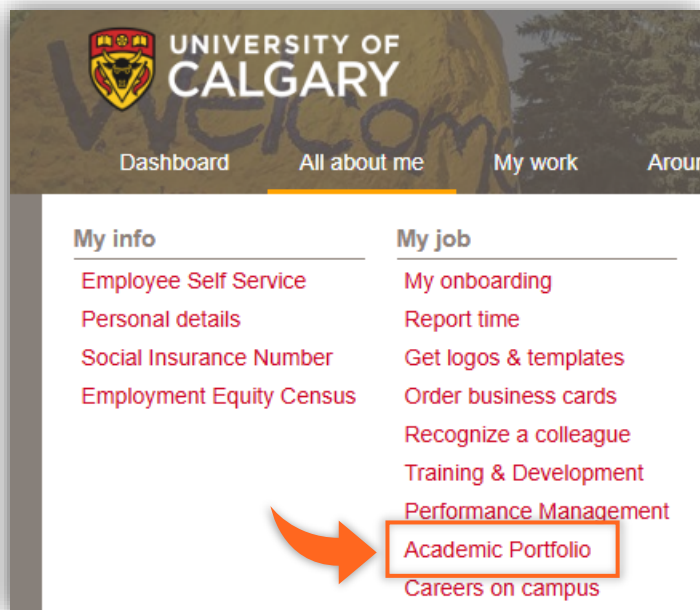 UNIVERSITY OF
CALGARY
Welcom
Dashboard All about me My work Aroun
My info
Employee Self Service
Personal details
Social Insurance Number
Employment Equity Census
My job
My onboarding
Report time
Get logos & templates
Order business cards
Recognize a colleague
Training & Development
Performance Management
Academic Portfolio
Careers on campus